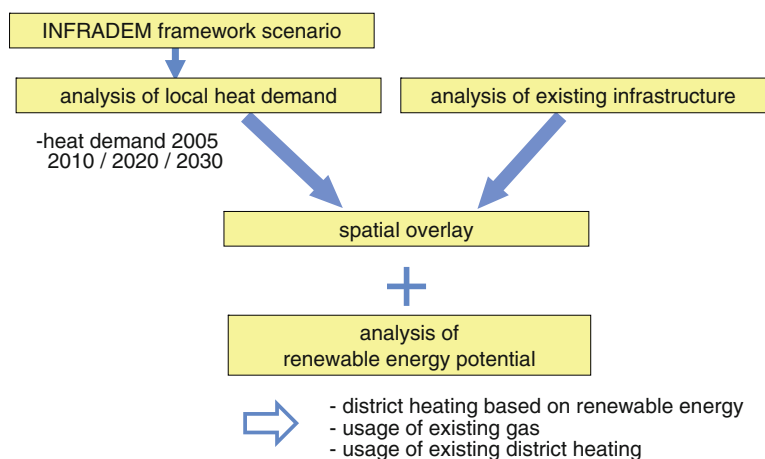 INFRADEM framework scenario
analysis of local heat demand
analysis of existing infrastructure
-heat demand 2005
2010 / 2020 / 2030
spatial overlay
+
analysis of
renewable energy potential
- district heating based on renewable energy
- usage of existing gas
- usage of existing district heating